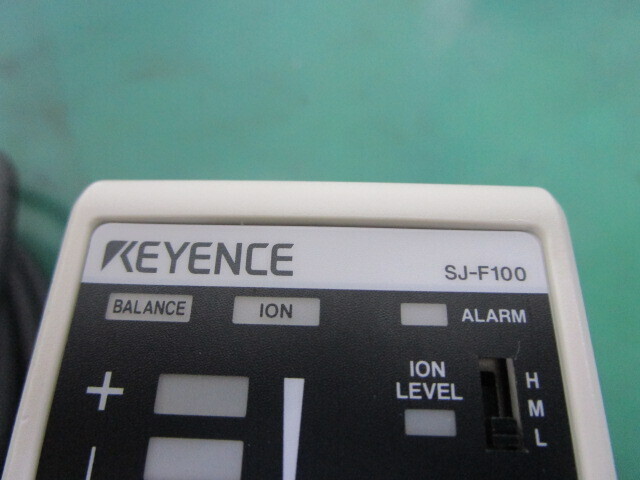 KEYENCE
SJ-F100
BALANCE
ION
ALARM
+
ION
LEVEL
H
M
L